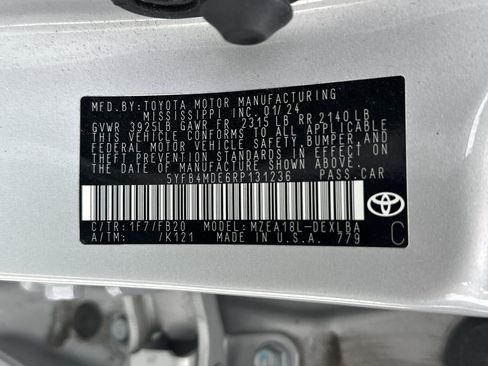 MFD.BY:TOYOTA MOTOR MANUFACTURING
MISSISSIPPI INC. 01/24
GVWR 3925LB GAWR FR 2315 LB RR 2140LB
THIS VEHICLE CONFORMS TO ALL APPLICABLE
FEDERAL MOTOR VEHICLE SAFETY, BUMPER, AND
THEFT PREVENTION STANDARDS IN EFFECT ON
THE DATE OF MANUFACTURE SHOWN ABOVE.
5YFB4MDE6RP131236 PASS.CAR
C/TR:1F7/FB20 MODEL:MZEA18L-DEXLBA
A/TM: /K121 MADE IN U.S.A. 779
C